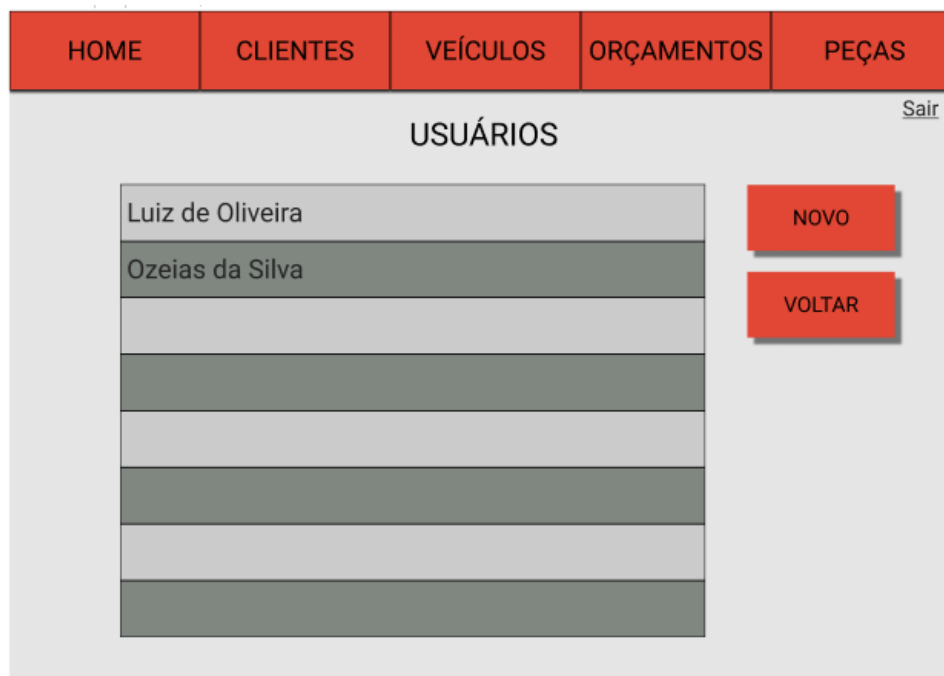 HOME CLIENTES VEÍCULOS ORÇAMENTOS PEÇAS
Sair
USUÁRIOS
Luiz de Oliveira
NOVO
Ozeias da Silva
VOLTAR